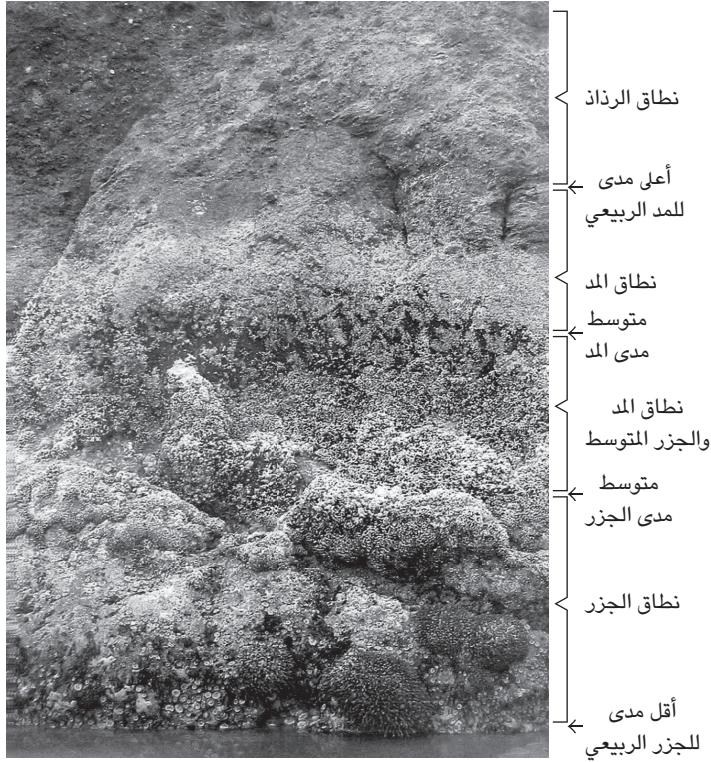 نطاق الرذاذ
أعلى مدى
للمد الربيعي
نطاق المد
متوسط
مدى المد
نطاق المد
والجزر المتوسط
متوسط
مدى الجزر
نطاق الجزر
أقل مدى
للجزر الربيعي